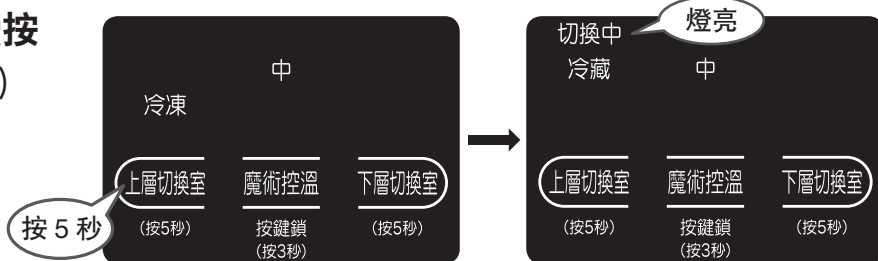 按
)
中
冷凍
上層切換室 魔術控溫 下層切換室
(按5秒) 按鍵鎖 (按5秒)
(按3秒)
按 5 秒
切換中
燈亮
冷藏 中
上層切換室 魔術控溫 下層切換室
(按5秒) 按鍵鎖 (按5秒)
(按3秒)